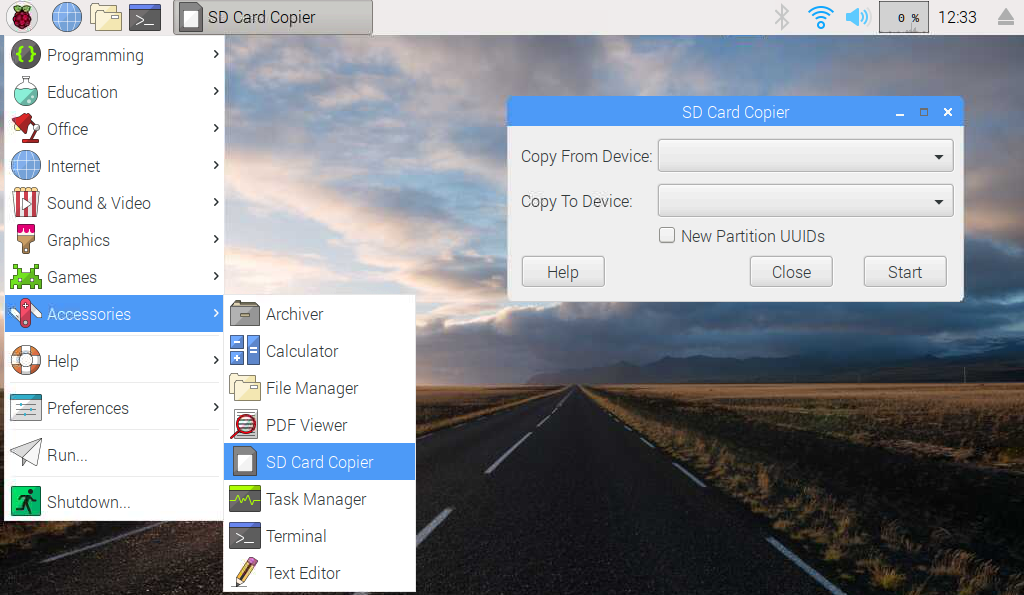 SD Card Copier
0 %
12:33
Programming
Education
Office
Internet
Sound & Video
Graphics
Games
Accessories
Help
Preferences
Run...
Shutdown...
Archiver
Calculator
File Manager
PDF Viewer
SD Card Copier
Task Manager
Terminal
Text Editor
SD Card Copier
Copy From Device:
Copy To Device:
New Partition UUIDs
Help
Close
Start